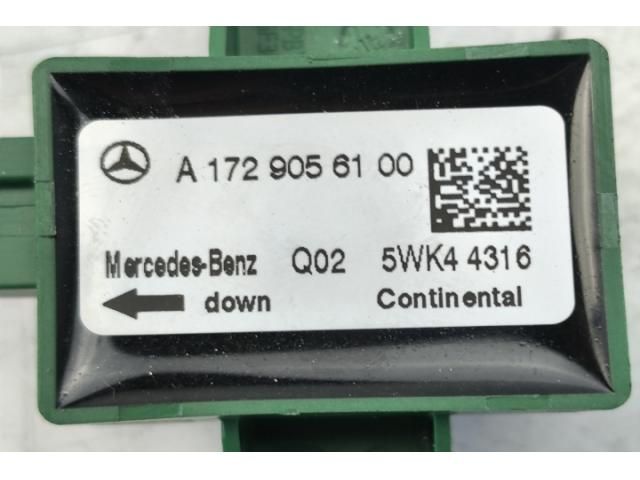 A 172 905 61 00
Mercedes-Benz Q02 5WK4 4316
down Continental